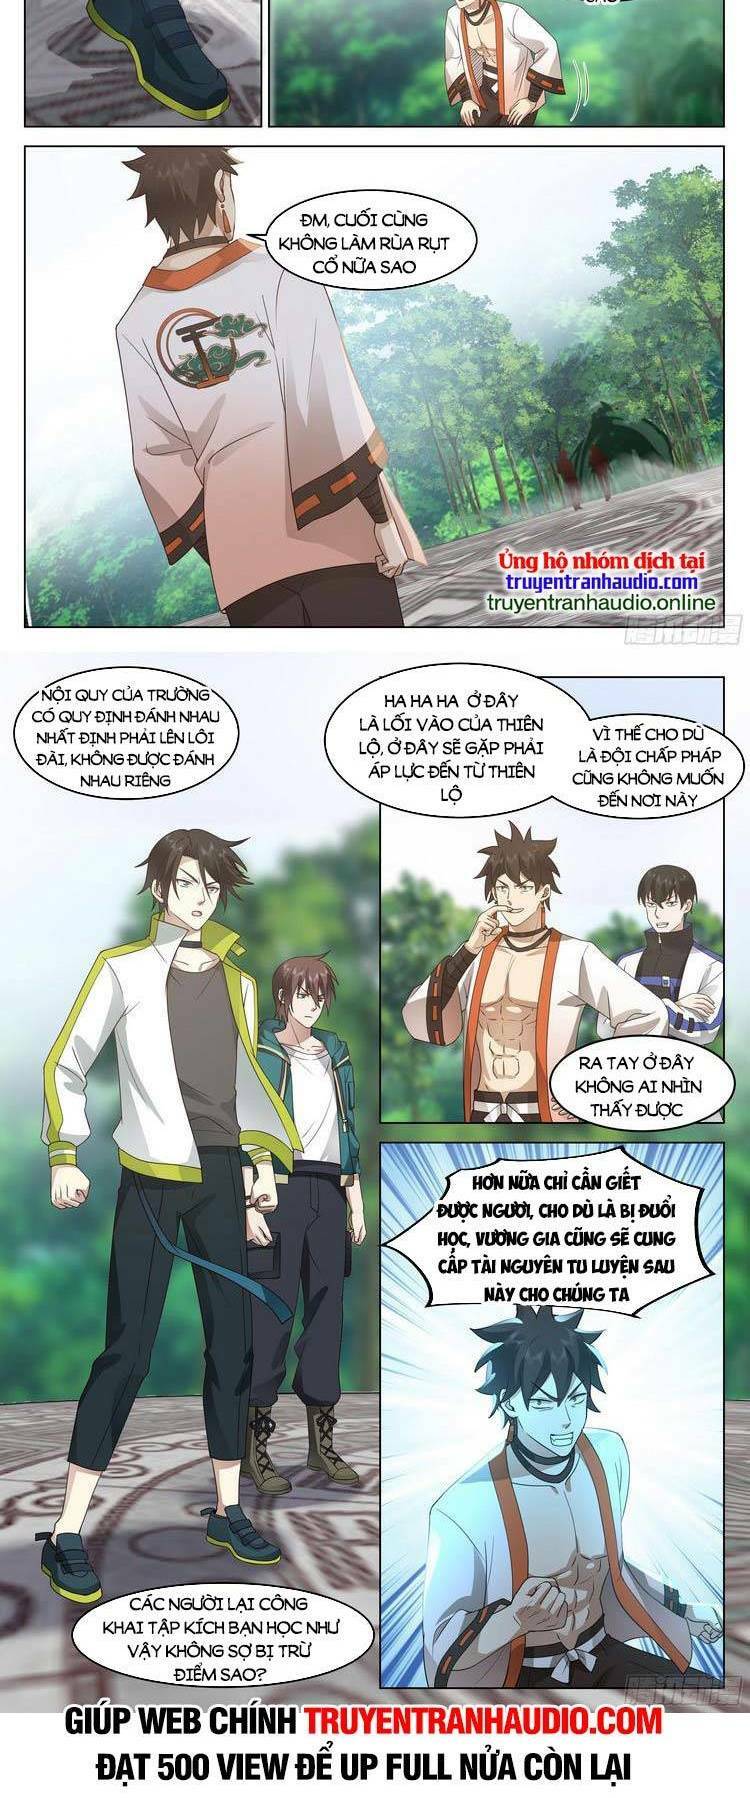 ĐM, CUỐI CÙNG
KHÔNG LÀM RÙA RỤT
CỔ NỮA SAO
Ủng hộ nhóm dịch tại
truyentranhaudio.com
truyentranhaudio.online
NỘI QUY CỦA TRƯỜNG
CÓ QUY ĐỊNH ĐÁNH NHAU
NHẤT ĐỊNH PHẢI LÊN LÔI
ĐÀI, KHÔNG ĐƯỢC ĐÁNH
NHAU RIÊNG
HA HA HA Ở ĐÂY
LÀ LỐI VÀO CỦA THIÊN
LỘ, Ở ĐÂY SẼ GẶP PHẢI
ÁP LỰC ĐẾN TỪ THIÊN
LỘ
VÌ THẾ CHO DÙ
LÀ ĐỘI CHẤP PHÁP
CŨNG KHÔNG MUỐN
ĐẾN NƠI NÀY
RA TAY Ở ĐÂY
KHÔNG AI NHÌN
THẤY ĐƯỢC
HƠN NỮA CHỈ CẦN GIẾT
ĐƯỢC NGƯƠI, CHO DÙ LÀ BỊ ĐUỔI
HỌC, VƯƠNG GIA CŨNG SẼ CUNG
CẤP TÀI NGUYÊN TU LUYỆN SAU
NÀY CHO CHÚNG TA
CÁC NGƯỜI LẠI CÔNG
KHAI TẬP KÍCH BẠN HỌC NHƯ
VẬY KHÔNG SỢ BỊ TRỪ
ĐIỂM SAO?
GIÚP WEB CHÍNH TRUYENTRANHAUDIO.COM
ĐẠT 500 VIEW ĐỂ UP FULL NỬA CÒN LẠI